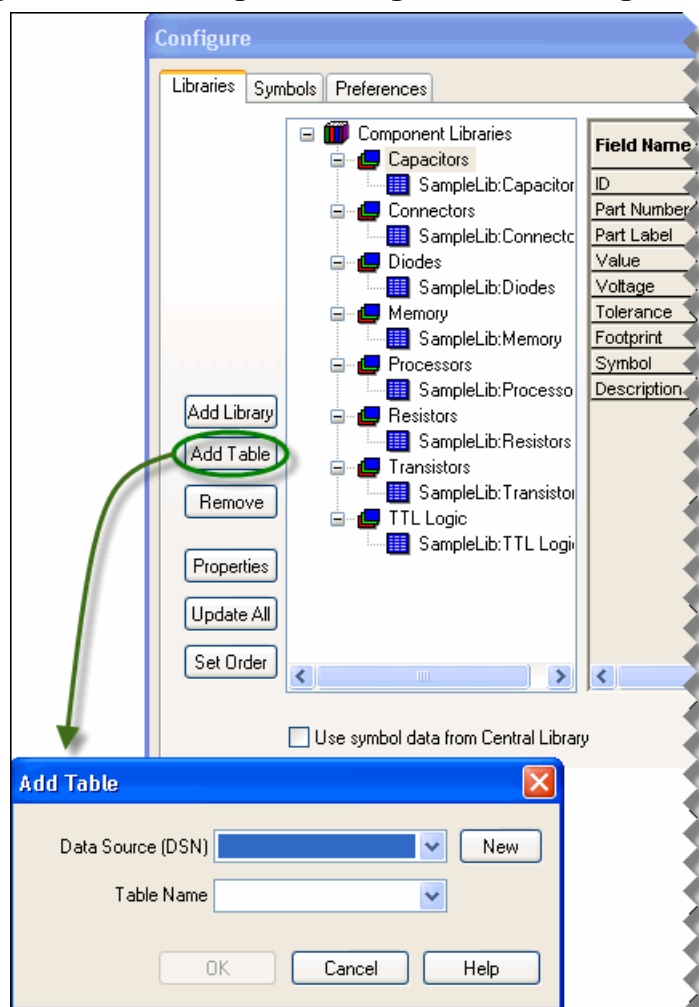 Configure
Libraries Symbols Preferences
Component Libraries
Capacitors
SampleLib:Capacitor
Connectors
SampleLib:Connectc
Diodes
SampleLib:Diodes
Memory
SampleLib:Memory
Processors
SampleLib:Processo
Resistors
SampleLib:Resistors
Transistors
SampleLib:Transistor
TTL Logic
SampleLib:TTL Logi
Field Name
ID
Part Number
Part Label
Value
Voltage
Tolerance
Footprint
Symbol
Description
Add Library
Add Table
Remove
Properties
Update All
Set Order
Use symbol data from Central Library
Add Table
Data Source (DSN)
New
Table Name
OK Cancel Help